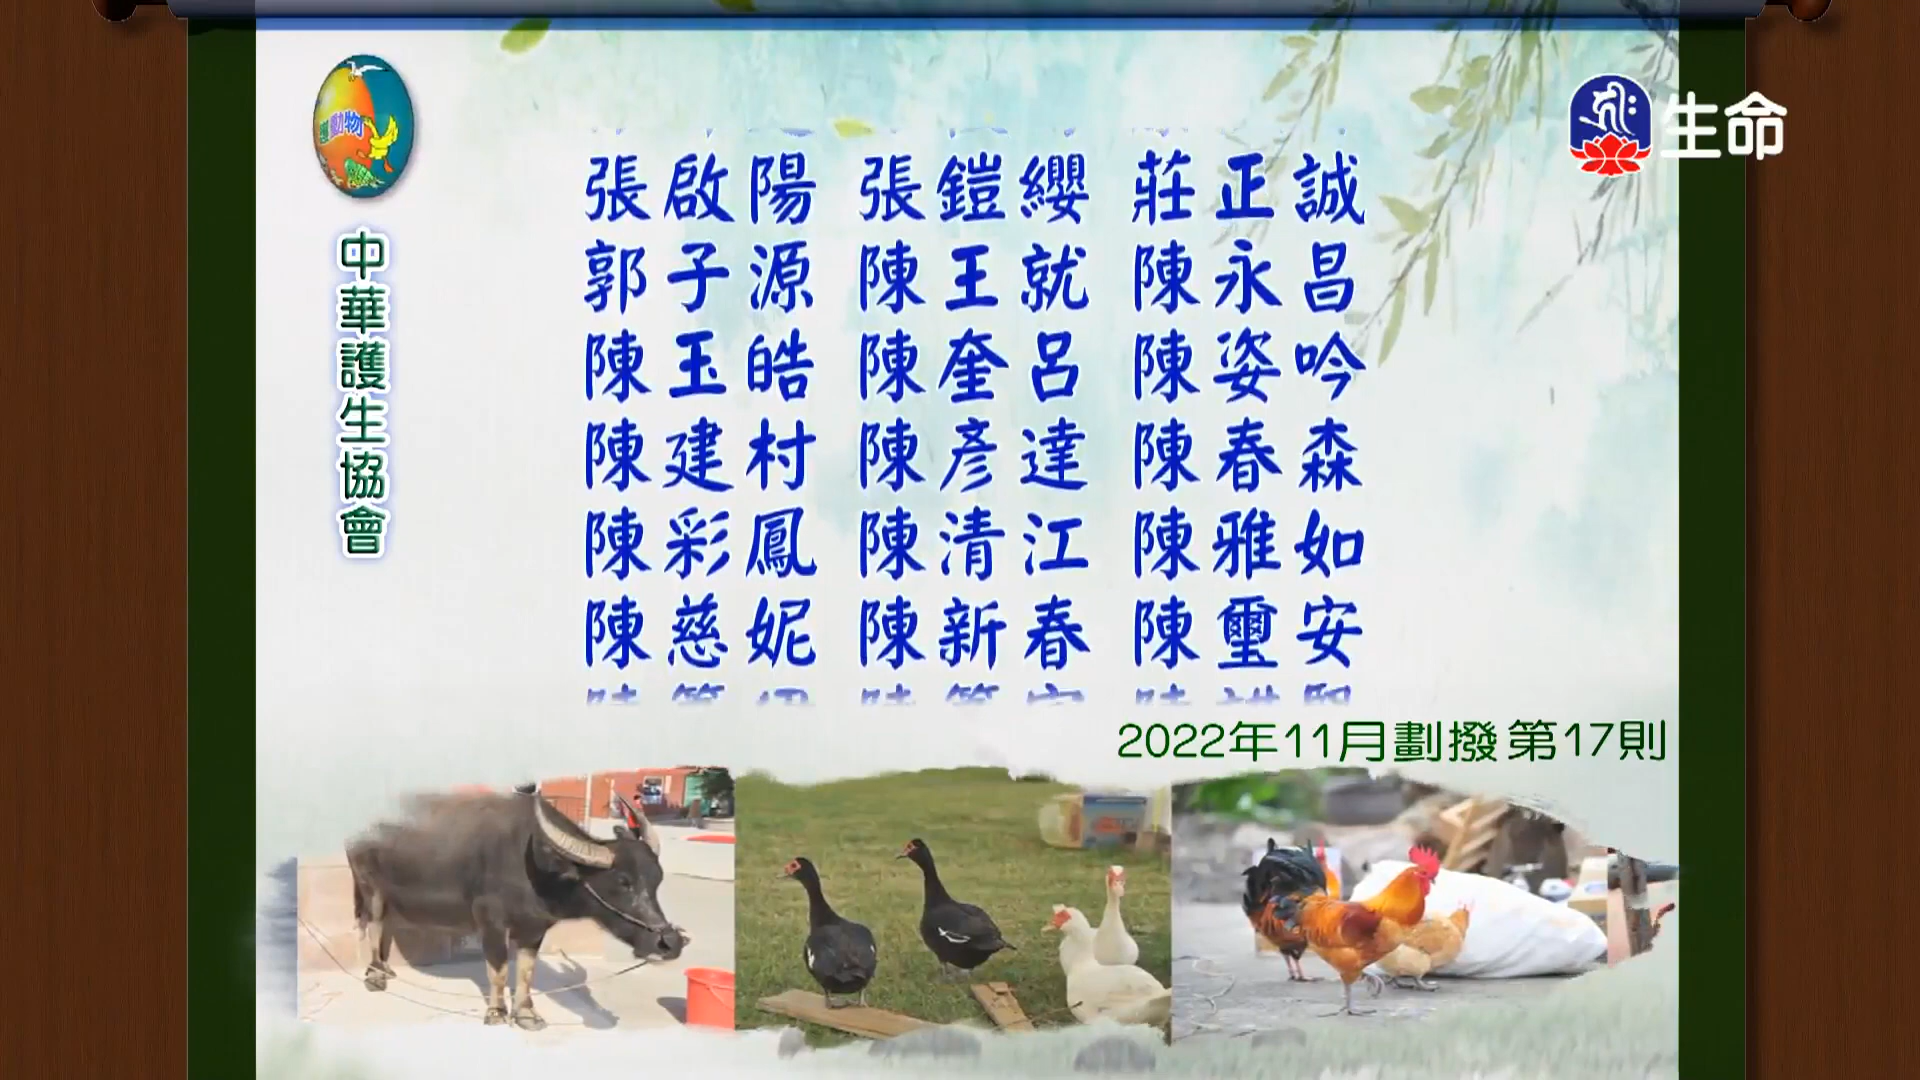 護動物
生命
中華護生協會
張啟陽 張鎧纓 莊正誠
郭子源 陳王就 陳永昌
陳玉皓 陳奎呂 陳姿吟
陳建村 陳彥達 陳春森
陳彩鳳 陳清江 陳雅如
陳慈妮 陳新春 陳璽安
2022年11月劃撥第17則